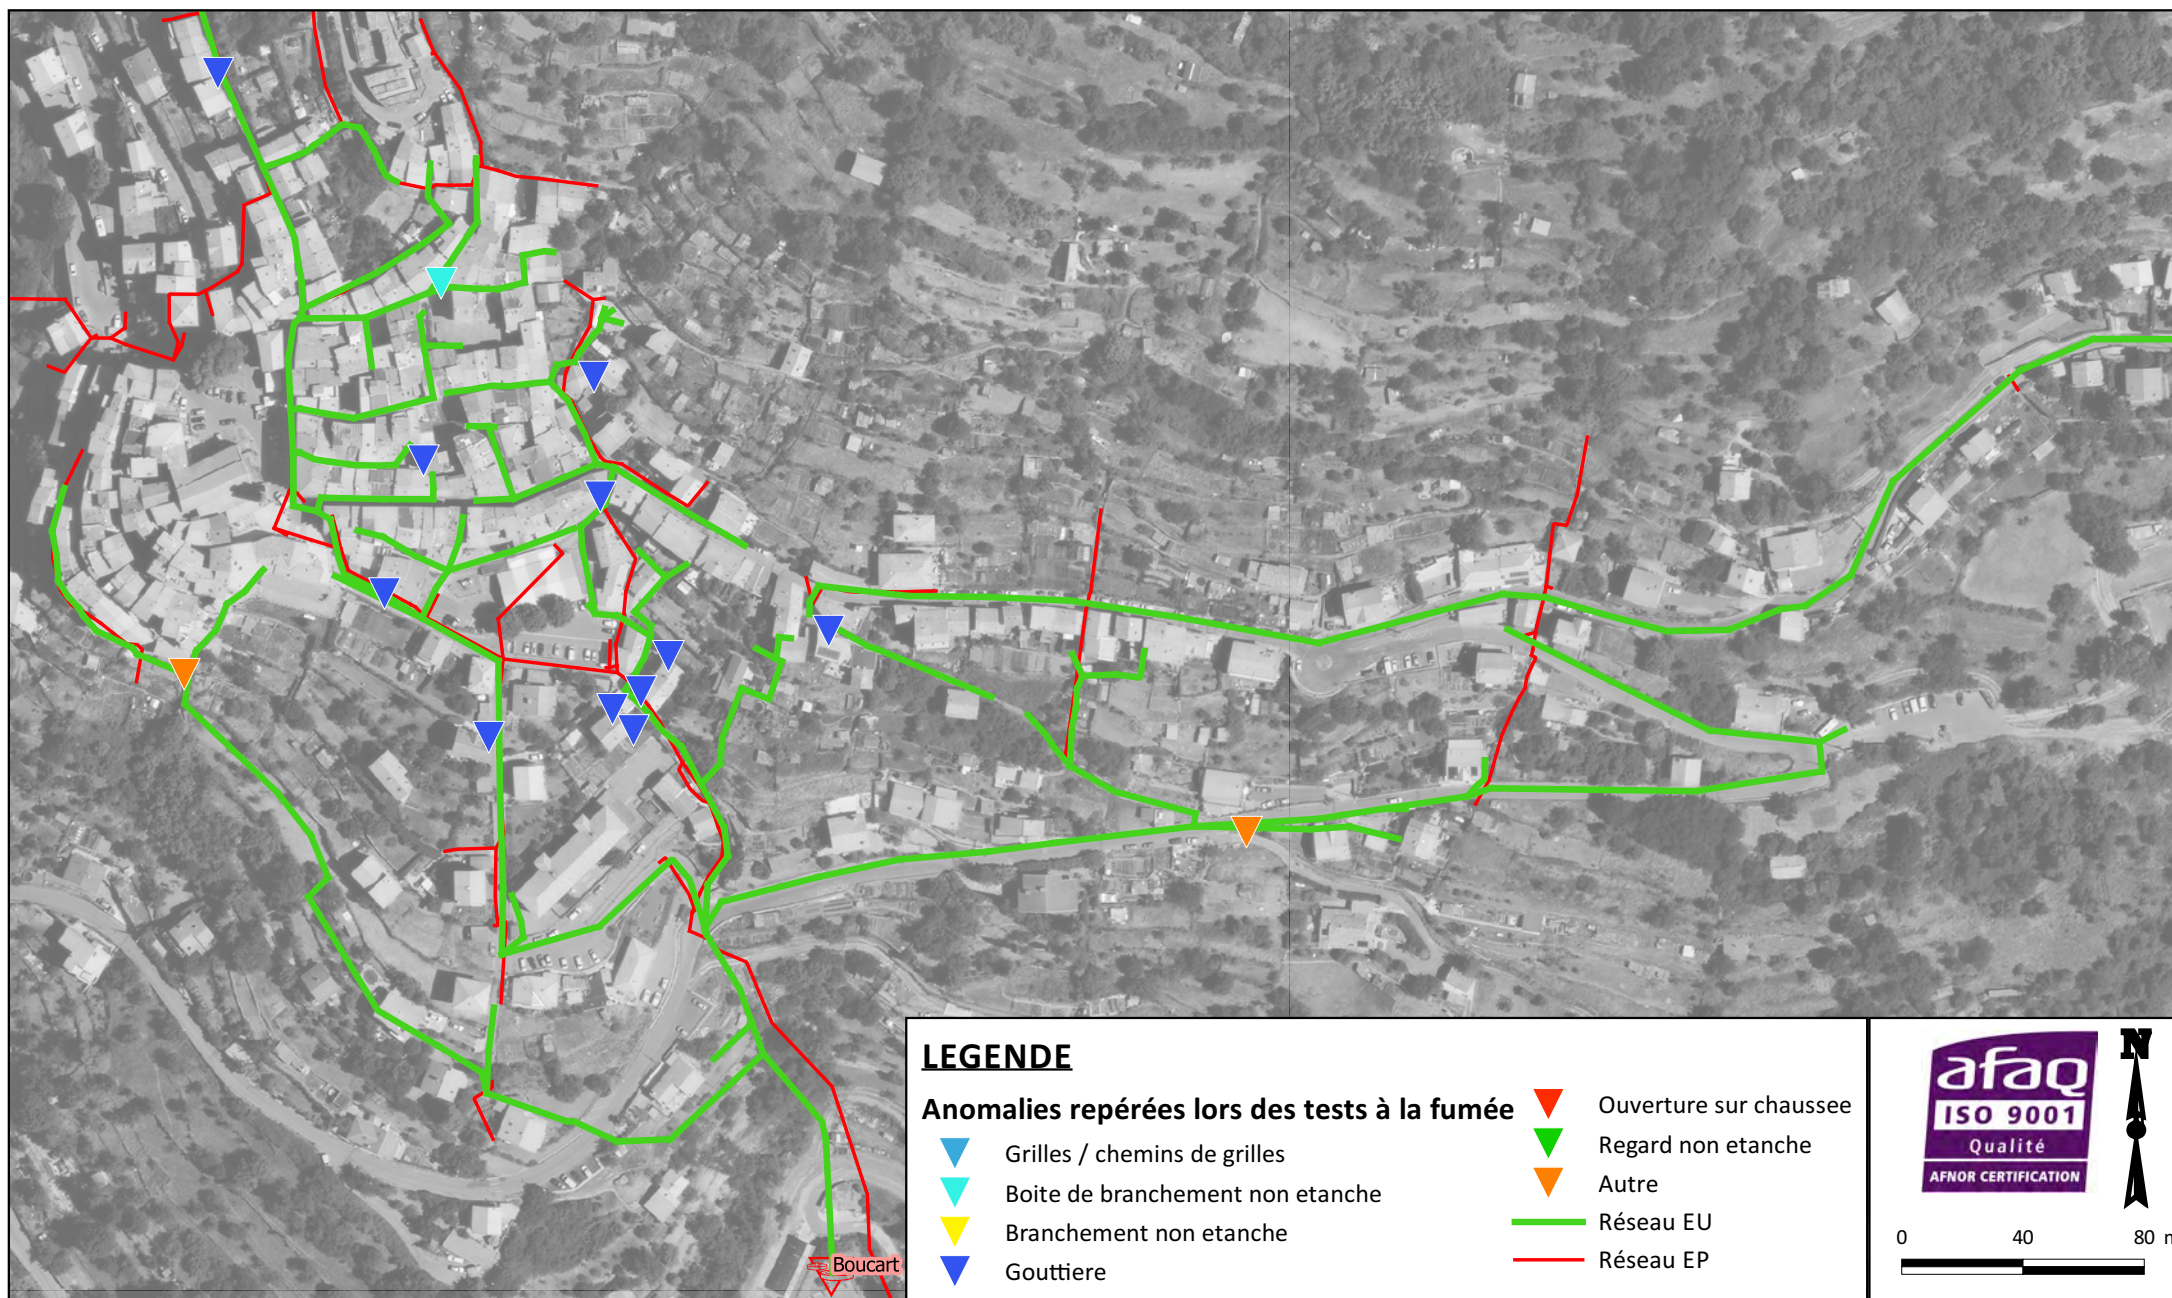 Boucart
LEGENDE
Anomalies repérées lors des tests à la fumée
Grilles / chemins de grilles
Boite de branchement non etanche
Branchement non etanche
Gouttiere
Ouverture sur chaussee
Regard non etanche
Autre
Réseau EU
Réseau EP
afaq
ISO 9001
Qualité
AFNOR CERTIFICATION
N
0 40 80 m